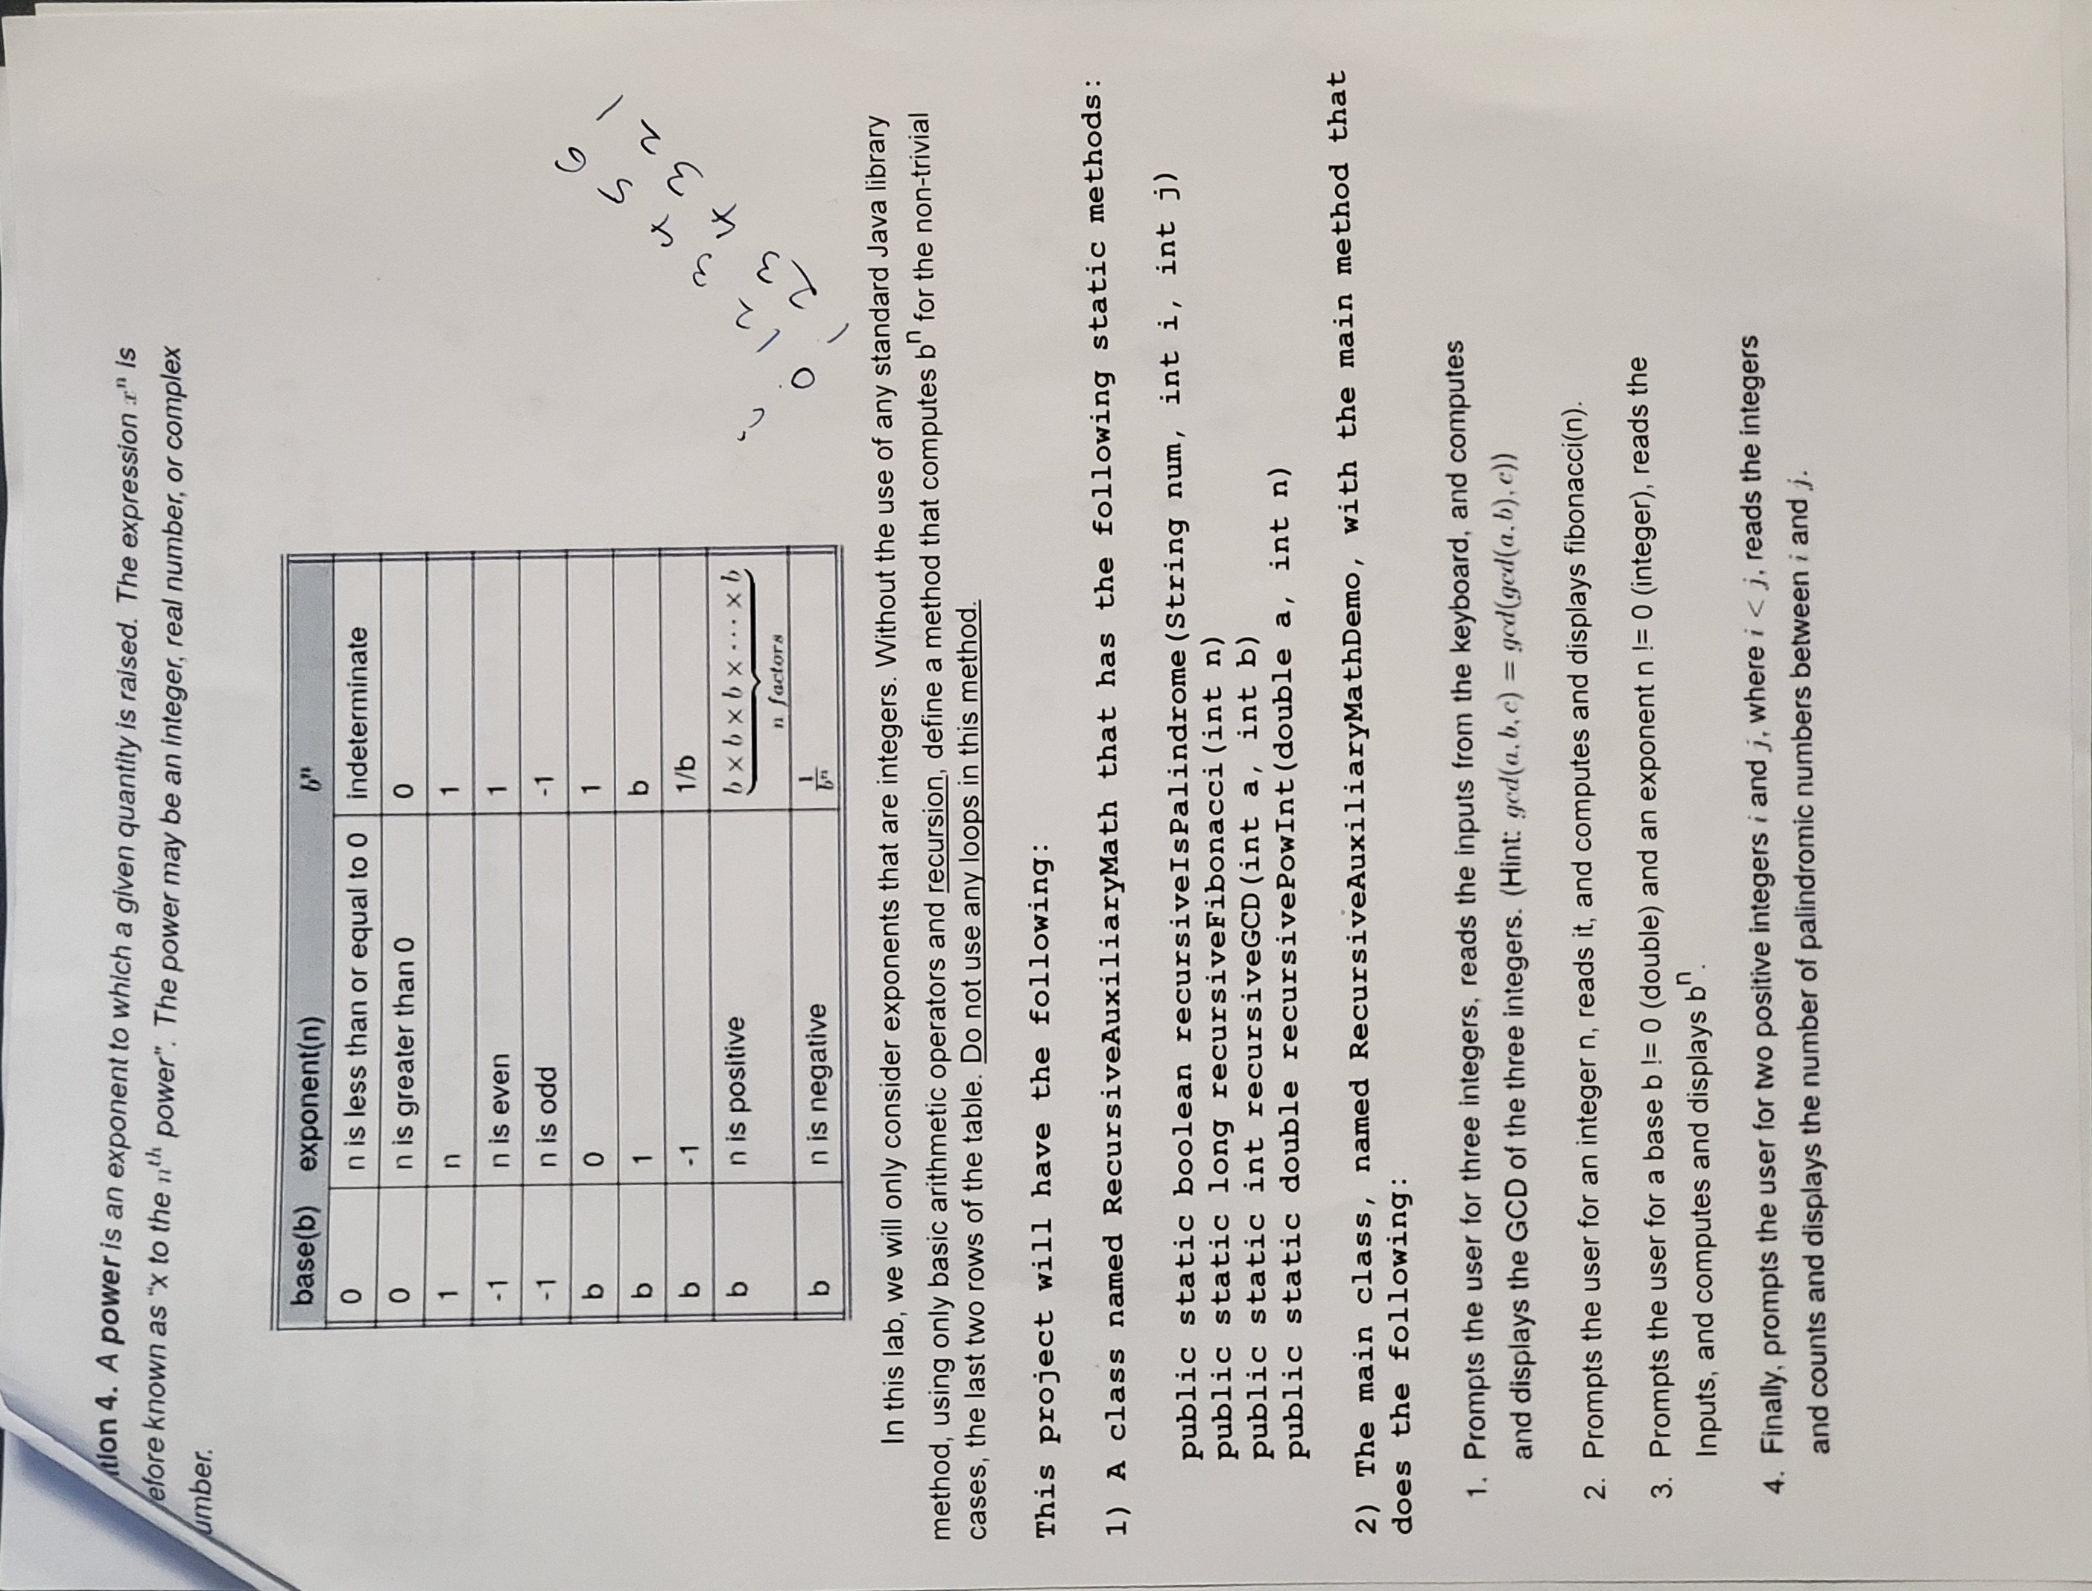 tion 4. A power is an exponent to which a given quantity is raised. The expression xⁿ is
efore known as “x to the nᵗʰ power”. The power may be an integer, real number, or complex
umber.
base(b) exponent(n) bⁿ
0 n is less than or equal to 0 indeterminate
0 n is greater than 0 0
1 n 1
-1 n is even 1
-1 n is odd -1
b 0 1
b 1 b
b -1 1/b
b n is positive b × b × b × ··· × b
n factors
b n is negative 1/bⁿ
i
0 1 2 3 4 5 6
1 2 3 4 3 2 1
In this lab, we will only consider exponents that are integers. Without the use of any standard Java library
method, using only basic arithmetic operators and recursion, define a method that computes bⁿ for the non-trivial
cases, the last two rows of the table. Do not use any loops in this method.
This project will have the following:
1) A class named RecursiveAuxiliaryMath that has the following static methods:
public static boolean recursiveIsPalindrome(String num, int i, int j)
public static long recursiveFibonacci(int n)
public static int recursiveGCD(int a, int b)
public static double recursivePowInt(double a, int n)
2) The main class, named RecursiveAuxiliaryMathDemo, with the main method that
does the following:
1. Prompts the user for three integers, reads the inputs from the keyboard, and computes
and displays the GCD of the three integers. (Hint: gcd(a, b, c) = gcd(gcd(a, b), c))
2. Prompts the user for an integer n, reads it, and computes and displays fibonacci(n).
3. Prompts the user for a base b != 0 (double) and an exponent n != 0 (integer), reads the
Inputs, and computes and displays bⁿ.
4. Finally, prompts the user for two positive integers i and j, where i < j, reads the integers
and counts and displays the number of palindromic numbers between i and j.